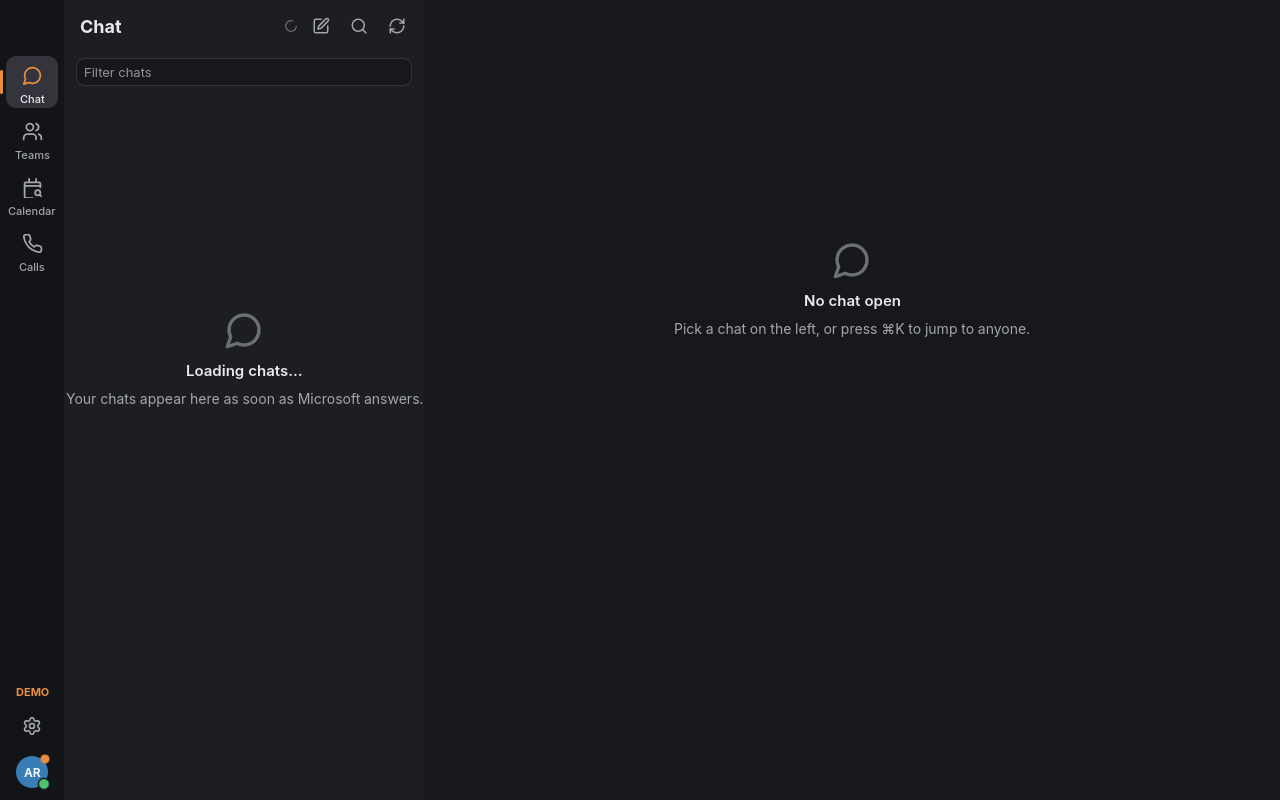 Chat
Filter chats
Chat
Teams
Calendar
Calls
Loading chats…
Your chats appear here as soon as Microsoft answers.
No chat open
Pick a chat on the left, or press ⌘K to jump to anyone.
DEMO
AR